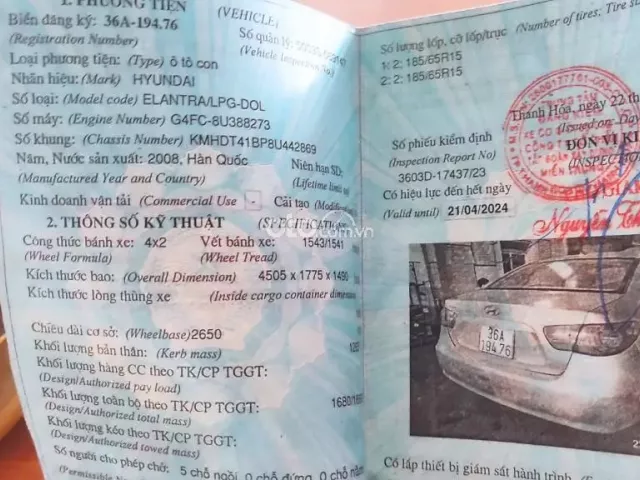 1. PHƯƠNG TIỆN (VEHICLE)
Biển đăng ký: 36A-194.76
(Registration Number)
Số quản lý:
(Vehicle Inspection No)
Loại phương tiện: (Type) ô tô con
Nhãn hiệu: (Mark) HYUNDAI
Số loại: (Model code) ELANTRA/LPG-DOL
Số máy: (Engine Number) G4FC-8U388273
Số khung: (Chassis Number) KMHDT41BP8U442869
Năm, Nước sản xuất: 2008, Hàn Quốc
(Manufactured Year and Country)
Niên hạn SD:
(Lifetime limit
Kinh doanh vận tải (Commercial Use) - Cải tạo
2. THÔNG SỐ KỸ THUẬT (SPECIFICATION
Công thức bánh xe: 4x2 Vết bánh xe: 1543/1541
(Wheel Formula) (Wheel Tread)
Kích thước bao: (Overall Dimension) 4505 x 1775 x 1490
Kích thước lòng thùng xe (Inside cargo container dimension
Chiều dài cơ sở: (Wheelbase) 2650
Khối lượng bản thân: (Kerb mass)
Khối lượng hàng CC theo TK/CP TGGT:
(Design/Authorized pay load)
Khối lượng toàn bộ theo TK/CP TGGT:
(Design/Authorized total mass)
Khối lượng kéo theo TK/CP TGGT:
(Design/Authorized towed mass)
Số người cho phép chở: 5 chỗ ngồi, 0 chỗ đứng, 0 chỗ nằm
(Permissible
Số lượng lốp, cỡ lốp/trục
(Number of tires; Tire
1: 2: 185/65R15
2: 2: 185/65R15
Thanh Hóa, ngày 22 th
(Issued on: Day
Số phiếu kiểm định
(Inspection Report No)
3603D-17437/23
ĐƠN VỊ KI
(INSPECT
Có hiệu lực đến hết ngày
(Valid until) 21/04/2024
Nguyễn
36A
194.76
Có lắp thiết bị giám sát hành trình
oto.com.vn